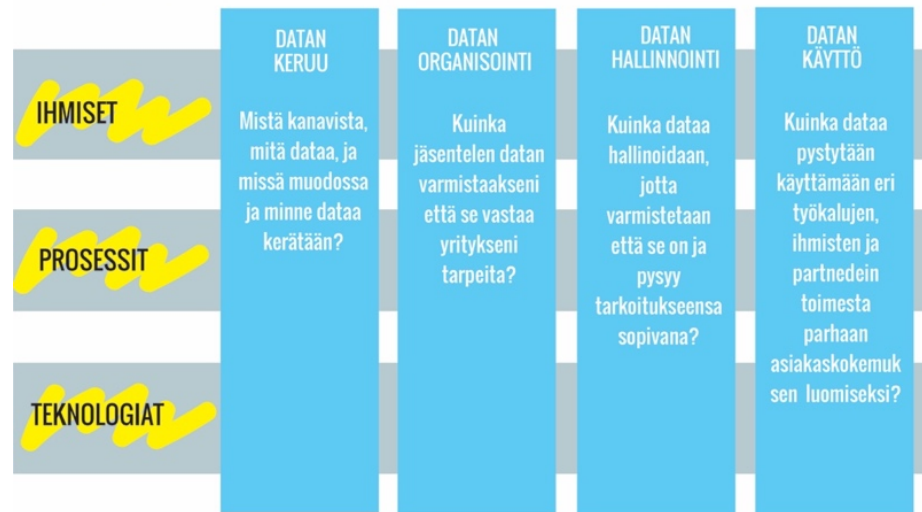 IHMISET
PROSESSIT
TEKNOLOGIAT
DATAN
KERUU
Mistä kanavista,
mitä dataa, ja
missä muodossa
ja minne dataa
kerätään?
DATAN
ORGANISOINTI
Kuinka
jäsentelen datan
varmistaakseni
että se vastaa
yritykseni
tarpeita?
DATAN
HALLINNOINTI
Kuinka dataa
hallinoidaan,
jotta
varmistetaan
että se on ja
pysyy
tarkoitukseensa
sopivana?
DATAN
KÄYTTÖ
Kuinka dataa
pystytään
käyttämään eri
työkalujen,
ihmisten ja
partnedein
toimesta
parhaan
asiakaskokemuk
sen luomiseksi?